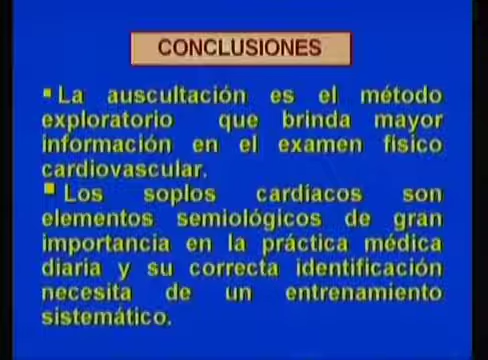 CONCLUSIONES
▪La auscultación es el método
exploratorio que brinda mayor
información en el examen físico
cardiovascular.
▪Los soplos cardíacos son
elementos semiológicos de gran
importancia en la práctica médica
diaria y su correcta identificación
necesita de un entrenamiento
sistemático.